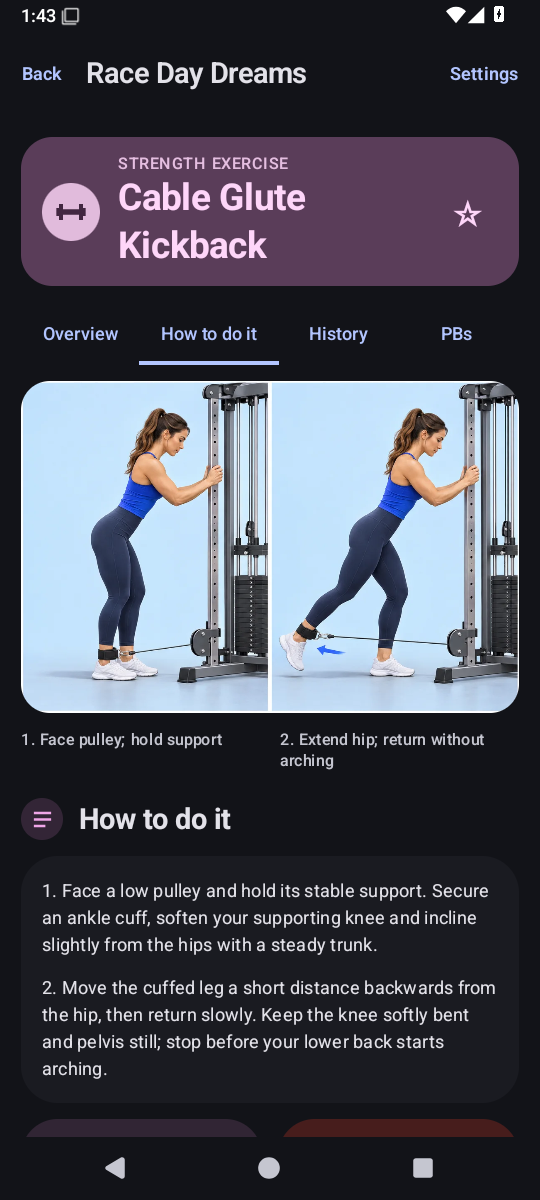 1:43
Back
Race Day Dreams
Settings
STRENGTH EXERCISE
Cable Glute
Kickback
Overview
How to do it
History
PBs
1. Face pulley; hold support
2. Extend hip; return without
arching
How to do it
1. Face a low pulley and hold its stable support. Secure
an ankle cuff, soften your supporting knee and incline
slightly from the hips with a steady trunk.
2. Move the cuffed leg a short distance backwards from
the hip, then return slowly. Keep the knee softly bent
and pelvis still; stop before your lower back starts
arching.